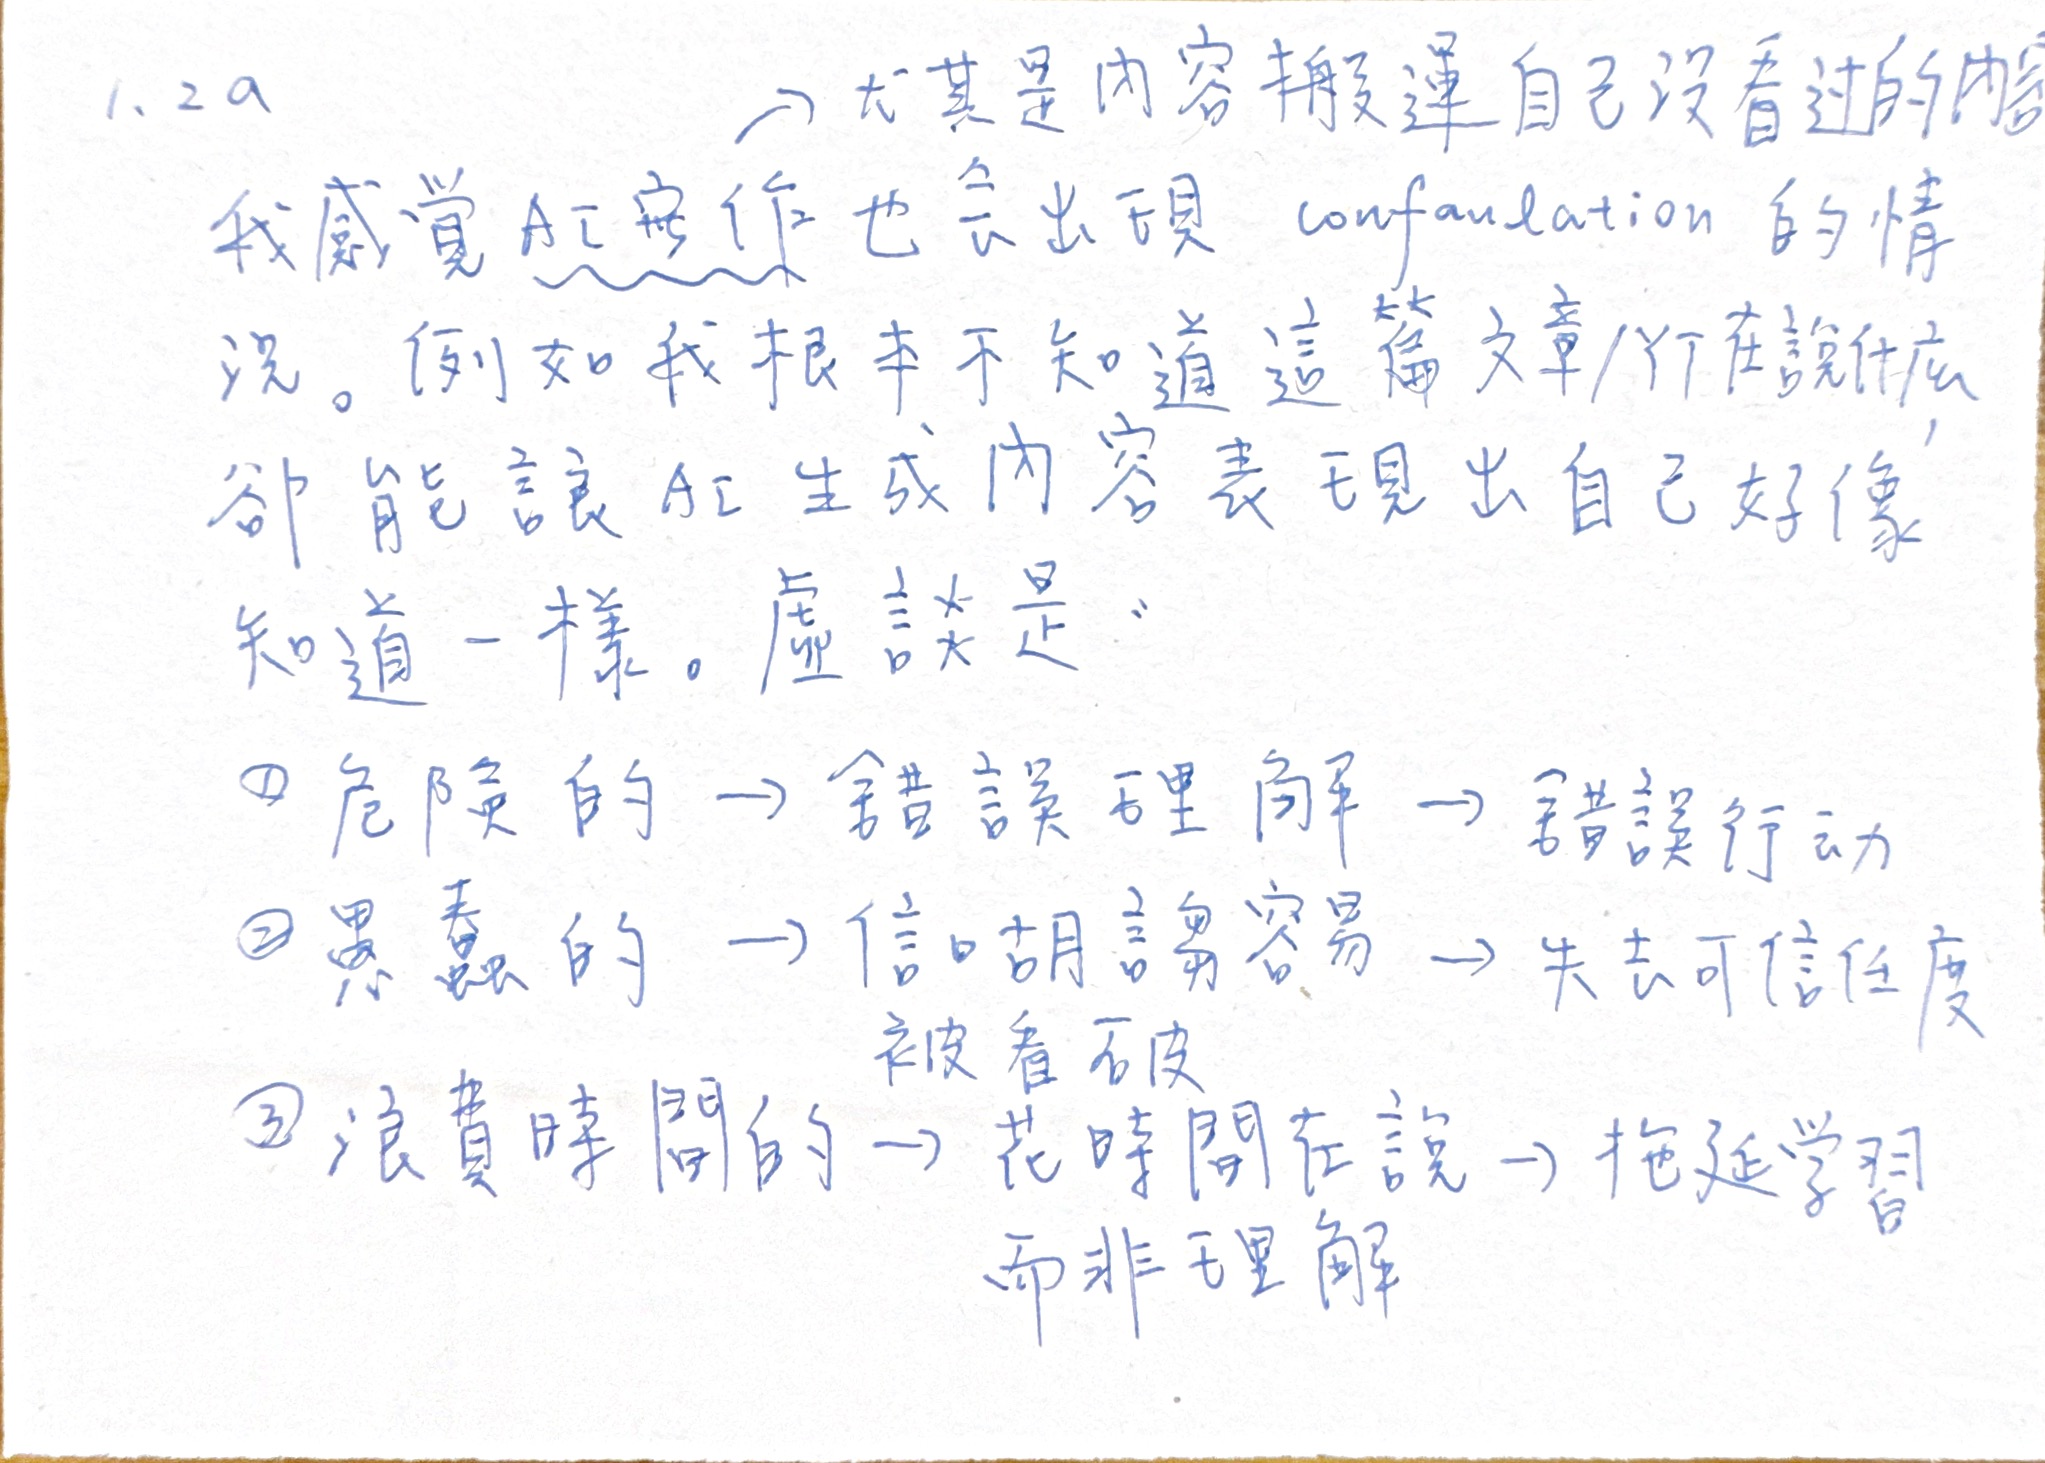 1.2a
→ 尤其是內容搬運自己沒看过的內容
我感覺AI寫作也会出現 confaulation 的情
況。例如我根本不知道這篇文章/YT在說什麼,
卻能讓AI生成內容表現出自己好像
知道一樣。虛談是:
① 危險的 → 錯誤理解 → 錯誤行动
② 愚蠢的 → 信口胡謅容易 → 失去可信任度
被看破
③ 浪費時間的 → 花時間在說 → 拖延学習
而非理解